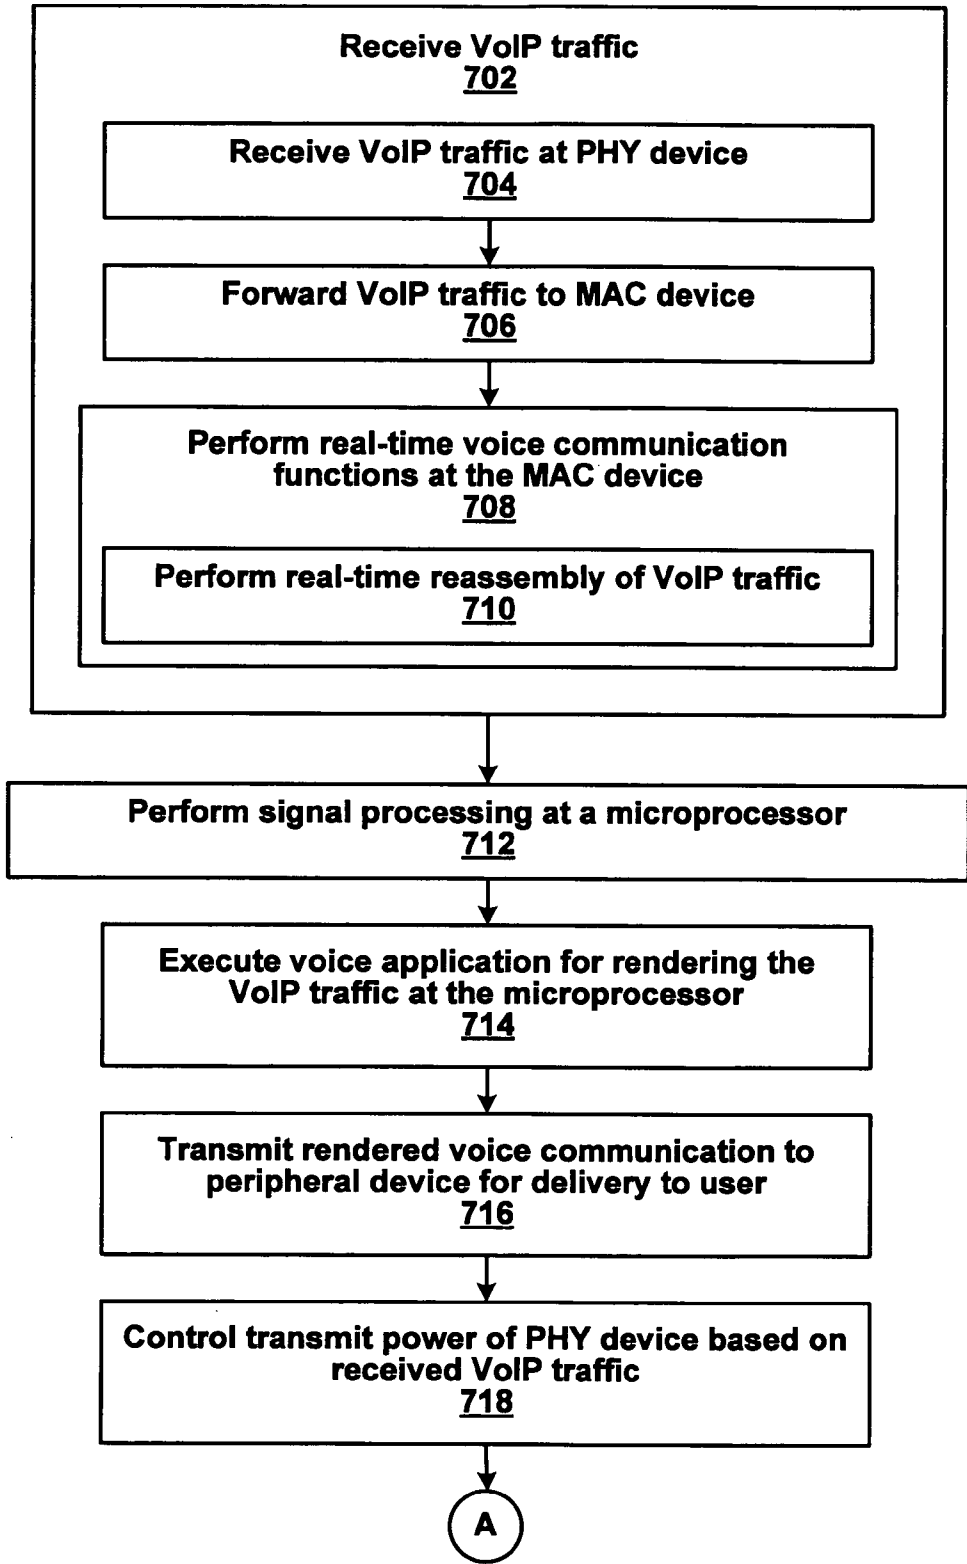 Receive VoIP traffic
702
Receive VoIP traffic at PHY device
704
Forward VoIP traffic to MAC device
706
Perform real-time voice communication
functions at the MAC device
708
Perform real-time reassembly of VoIP traffic
710
Perform signal processing at a microprocessor
712
Execute voice application for rendering the
VoIP traffic at the microprocessor
714
Transmit rendered voice communication to
peripheral device for delivery to user
716
Control transmit power of PHY device based on
received VoIP traffic
718
A